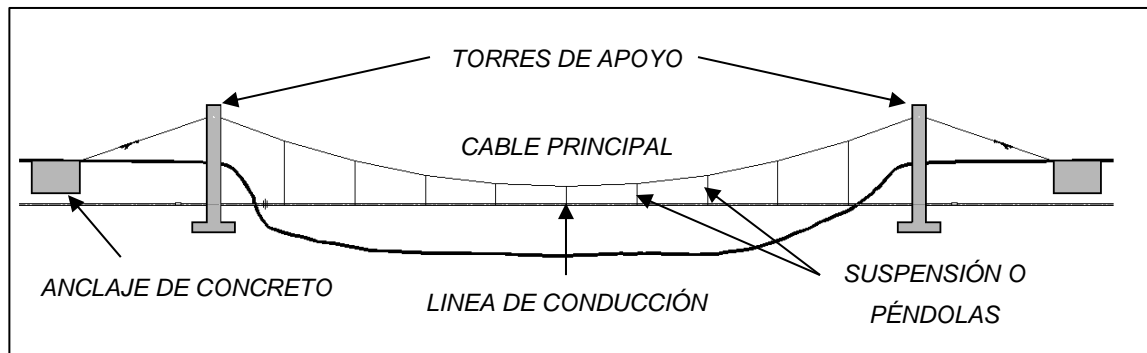 TORRES DE APOYO
CABLE PRINCIPAL
ANCLAJE DE CONCRETO
LINEA DE CONDUCCIÓN
SUSPENSIÓN O
PÉNDOLAS